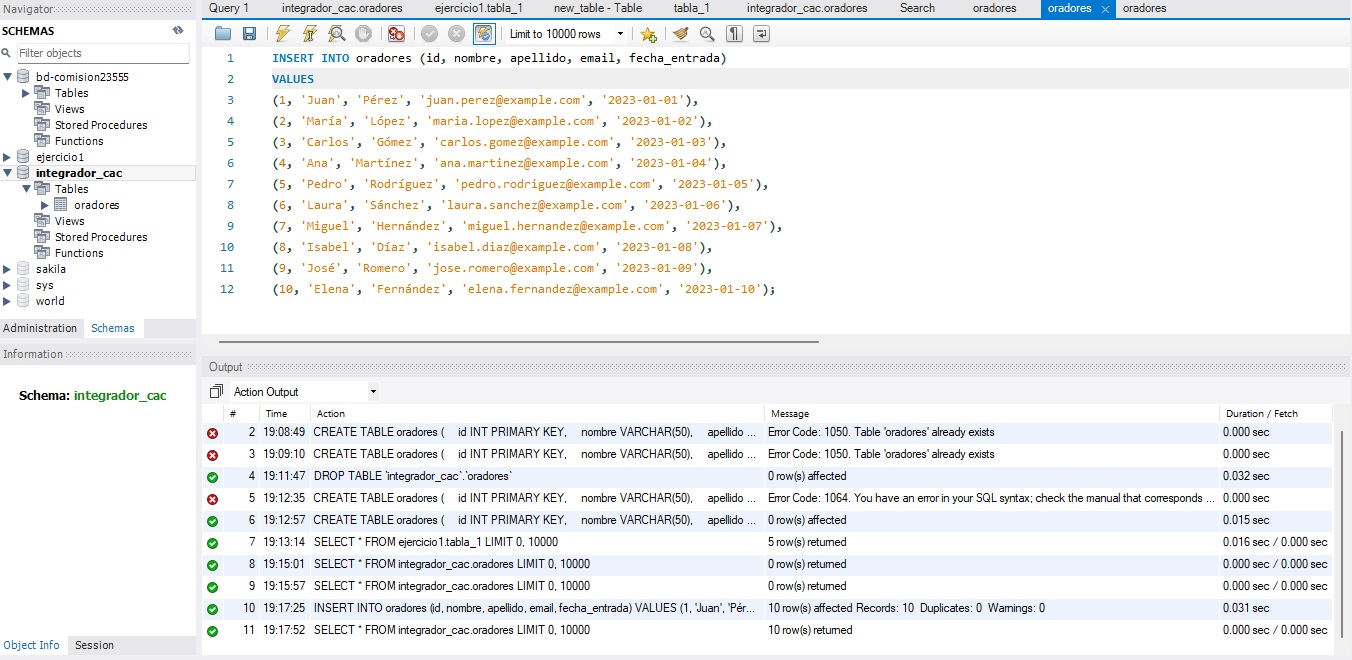 Navigator
SCHEMAS
Filter objects
bd-comision23555
Tables
Views
Stored Procedures
Functions
ejercicio1
integrador_cac
Tables
oradores
Views
Stored Procedures
Functions
sakila
sys
world
Administration Schemas
Information
Schema: integrador_cac
Object Info Session
Query 1 integrador_cac.oradores ejercicio1.tabla_1 new_table - Table tabla_1 integrador_cac.oradores Search oradores oradores oradores
Limit to 10000 rows
1 INSERT INTO oradores (id, nombre, apellido, email, fecha_entrada)
2 VALUES
3 (1, 'Juan', 'Pérez', 'juan.perez@example.com', '2023-01-01'),
4 (2, 'María', 'López', 'maria.lopez@example.com', '2023-01-02'),
5 (3, 'Carlos', 'Gómez', 'carlos.gomez@example.com', '2023-01-03'),
6 (4, 'Ana', 'Martínez', 'ana.martinez@example.com', '2023-01-04'),
7 (5, 'Pedro', 'Rodríguez', 'pedro.rodriguez@example.com', '2023-01-05'),
8 (6, 'Laura', 'Sánchez', 'laura.sanchez@example.com', '2023-01-06'),
9 (7, 'Miguel', 'Hernández', 'miguel.hernandez@example.com', '2023-01-07'),
10 (8, 'Isabel', 'Díaz', 'isabel.diaz@example.com', '2023-01-08'),
11 (9, 'José', 'Romero', 'jose.romero@example.com', '2023-01-09'),
12 (10, 'Elena', 'Fernández', 'elena.fernandez@example.com', '2023-01-10');
Output
Action Output
# Time Action Message Duration / Fetch
2 19:08:49 CREATE TABLE oradores ( id INT PRIMARY KEY, nombre VARCHAR(50), apellido ... Error Code: 1050. Table 'oradores' already exists 0.000 sec
3 19:09:10 CREATE TABLE oradores ( id INT PRIMARY KEY, nombre VARCHAR(50), apellido ... Error Code: 1050. Table 'oradores' already exists 0.000 sec
4 19:11:47 DROP TABLE `integrador_cac`.`oradores` 0 row(s) affected 0.032 sec
5 19:12:35 CREATE TABLE oradores ( id INT PRIMARY KEY, nombre VARCHAR(50), apellido ... Error Code: 1064. You have an error in your SQL syntax; check the manual that corresponds ... 0.000 sec
6 19:12:57 CREATE TABLE oradores ( id INT PRIMARY KEY, nombre VARCHAR(50), apellido ... 0 row(s) affected 0.015 sec
7 19:13:14 SELECT * FROM ejercicio1.tabla_1 LIMIT 0, 10000 5 row(s) returned 0.016 sec / 0.000 sec
8 19:15:01 SELECT * FROM integrador_cac.oradores LIMIT 0, 10000 0 row(s) returned 0.000 sec / 0.000 sec
9 19:15:57 SELECT * FROM integrador_cac.oradores LIMIT 0, 10000 0 row(s) returned 0.000 sec / 0.000 sec
10 19:17:25 INSERT INTO oradores (id, nombre, apellido, email, fecha_entrada) VALUES (1, 'Juan', 'Pér... 10 row(s) affected Records: 10 Duplicates: 0 Warnings: 0 0.031 sec
11 19:17:52 SELECT * FROM integrador_cac.oradores LIMIT 0, 10000 10 row(s) returned 0.000 sec / 0.000 sec